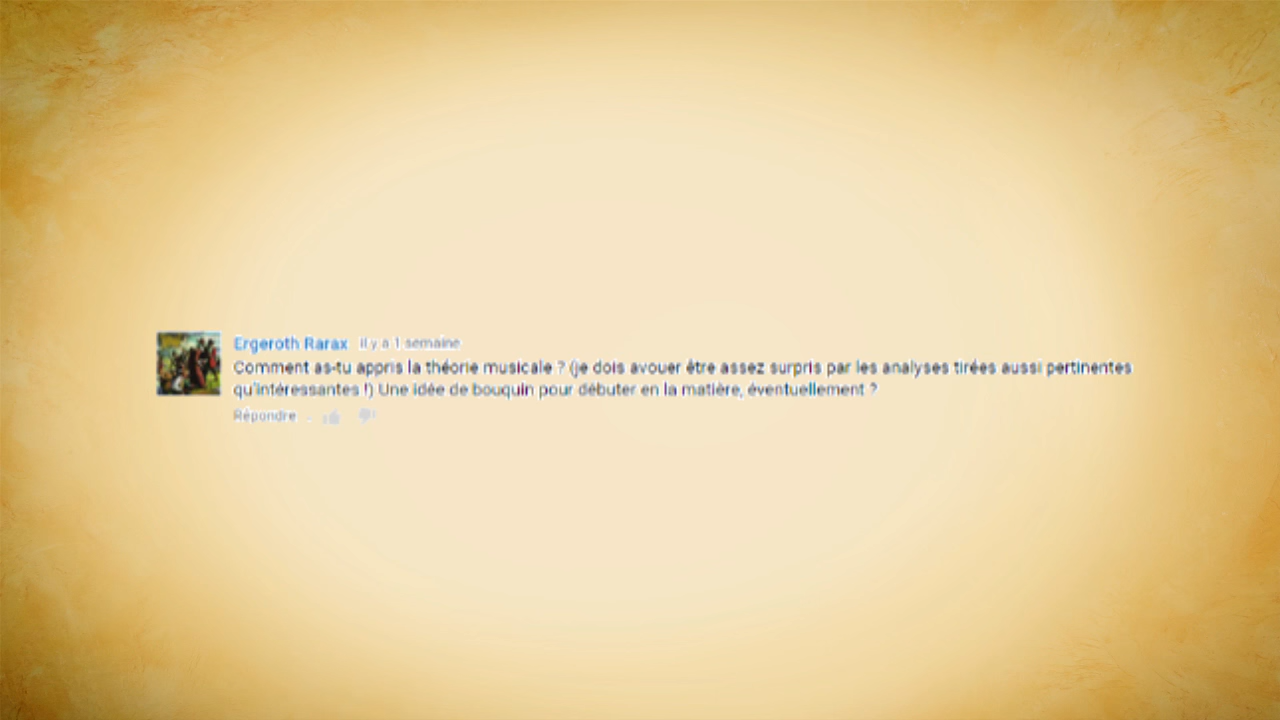 Ergeroth Rarax Il y a 1 semaine
Comment as-tu appris la théorie musicale ? (je dois avouer être assez surpris par les analyses tirées aussi pertinentes
qu'intéressantes !) Une idée de bouquin pour débuter en la matière, éventuellement ?
Répondre